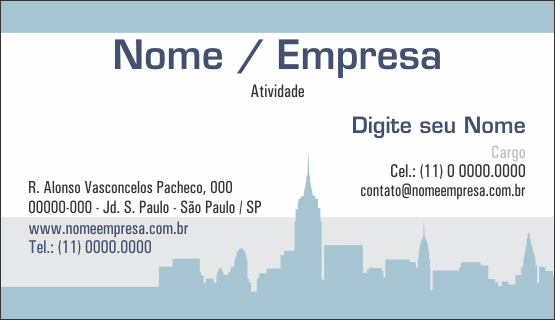 Nome / Empresa
Atividade
Digite seu Nome
Cargo
Cel.: (11) 0 0000.0000
contato@nomeempresa.com.br
R. Alonso Vasconcelos Pacheco, 000
00000-000 - Jd. S. Paulo - São Paulo / SP
www.nomeempresa.com.br
Tel.: (11) 0000.0000